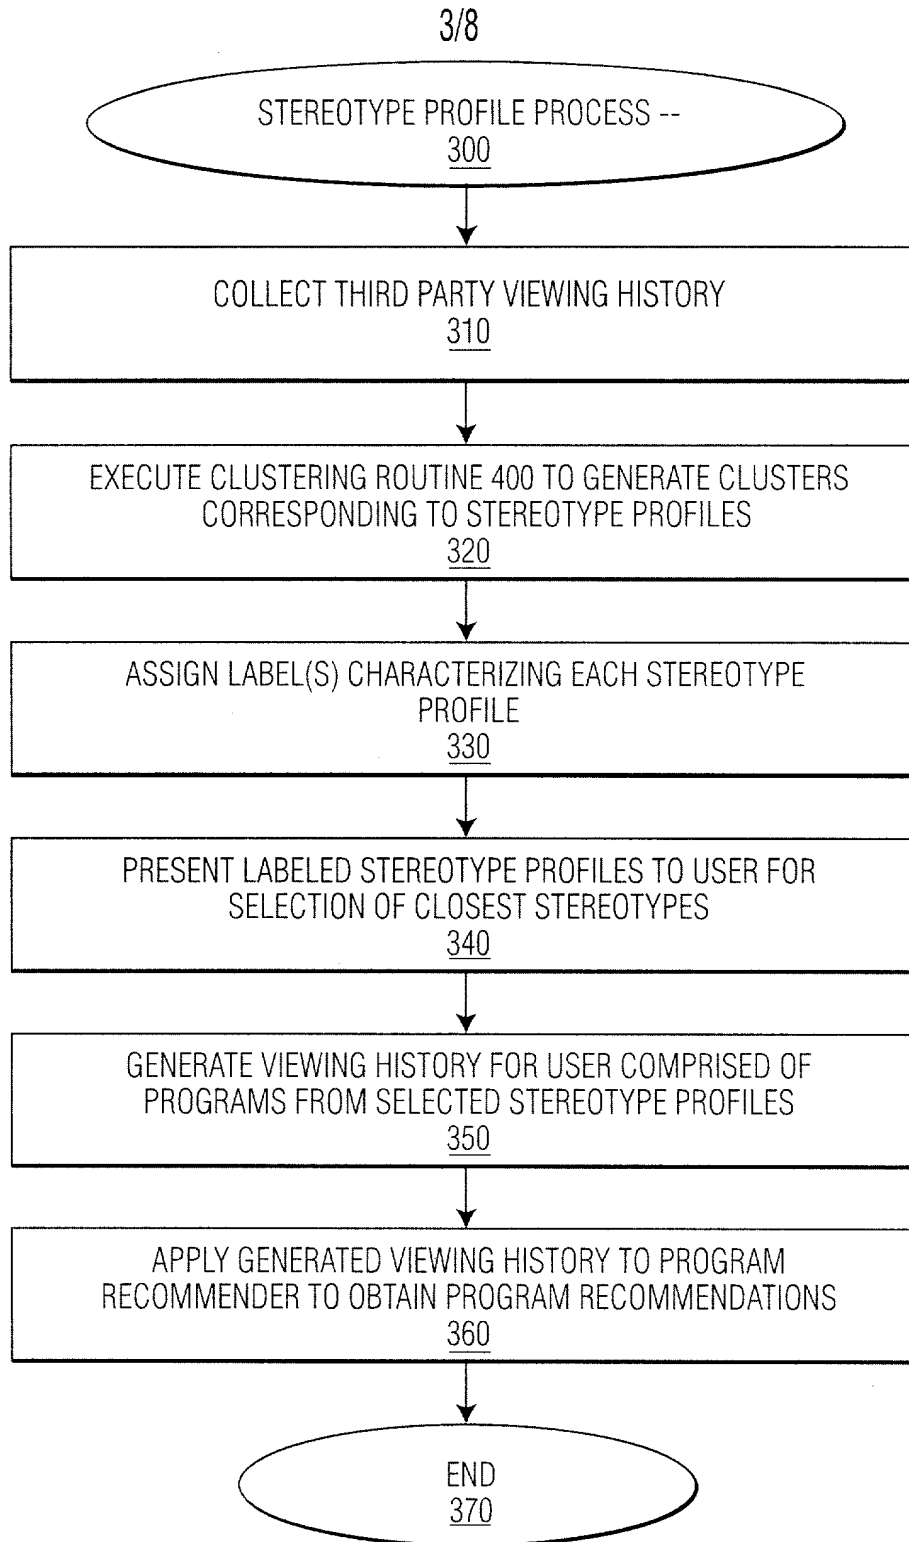 3/8
STEREOTYPE PROFILE PROCESS --
300
COLLECT THIRD PARTY VIEWING HISTORY
310
EXECUTE CLUSTERING ROUTINE 400 TO GENERATE CLUSTERS
CORRESPONDING TO STEREOTYPE PROFILES
320
ASSIGN LABEL(S) CHARACTERIZING EACH STEREOTYPE
PROFILE
330
PRESENT LABELED STEREOTYPE PROFILES TO USER FOR
SELECTION OF CLOSEST STEREOTYPES
340
GENERATE VIEWING HISTORY FOR USER COMPRISED OF
PROGRAMS FROM SELECTED STEREOTYPE PROFILES
350
APPLY GENERATED VIEWING HISTORY TO PROGRAM
RECOMMENDER TO OBTAIN PROGRAM RECOMMENDATIONS
360
END
370